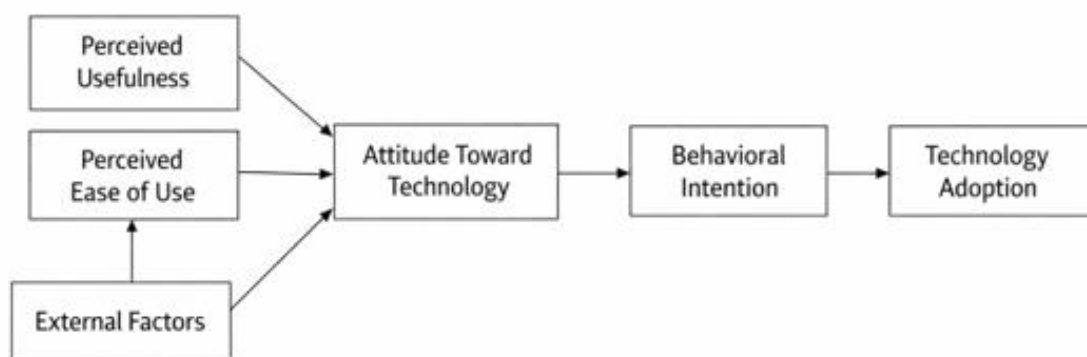 Perceived
Usefulness
Perceived
Ease of Use
External Factors
Attitude Toward
Technology
Behavioral
Intention
Technology
Adoption